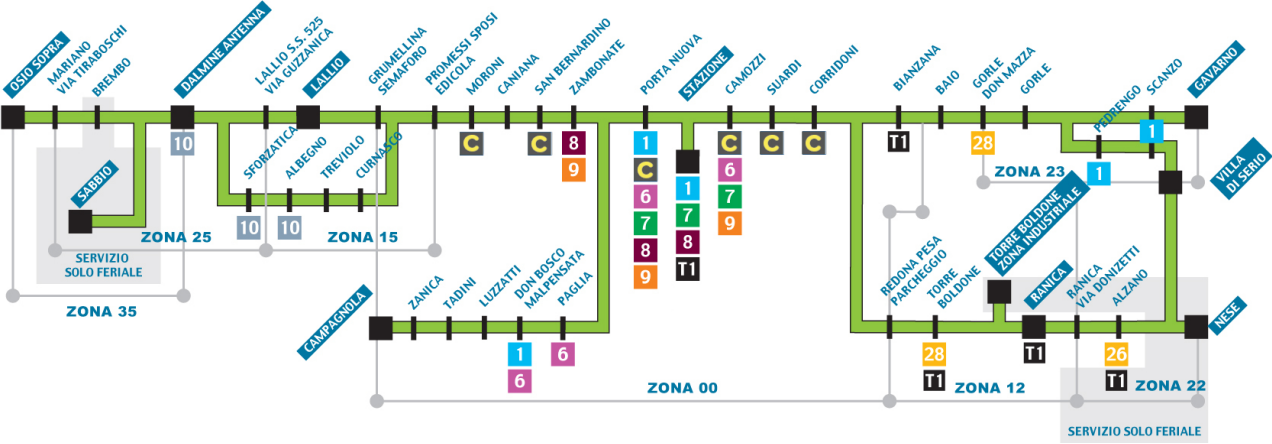 OSIO SOPRA
MARIANO
VIA TIRABOSCHI
BREMBO
DALMINE ANTENNA
LALLIO S.S. 525
VIA GUZZANICA
LALLIO
GRUMELLINA
SEMAFORO
PROMESSI SPOSI
EDICOLA
MORONI
CANIANA
SAN BERNARDINO
ZAMBONATE
PORTA NUOVA
STAZIONE
CAMOZZI
SUARDI
CORRIDONI
BIANZANA
BAIO
GORLE
DON MAZZA
GORLE
PEDRENGO
SCANZO
GAVARNO
10
C
C
8
9
1
C
6
7
8
9
1
7
8
T1
C
6
7
9
C
C
T1
28
1
1
SABBIO
SFORZATICA
ALBEGNO
TREVIOLO
CURNASCO
10
10
ZONA 23
VILLA
DI SERIO
ZONA 25
ZONA 15
SERVIZIO
SOLO FERIALE
ZONA 35
CAMPAGNOLA
ZANICA
TADINI
LUZZATTI
DON BOSCO
MALPENSATA
PAGLIA
1
6
6
REDONA PESA
PARCHEGGIO
TORRE
BOLDONE
TORRE BOLDONE
ZONA INDUSTRIALE
RANICA
RANICA
VIA DONIZETTI
ALZANO
NESE
28
T1
T1
26
T1
ZONA 00
ZONA 12
ZONA 22
SERVIZIO SOLO FERIALE